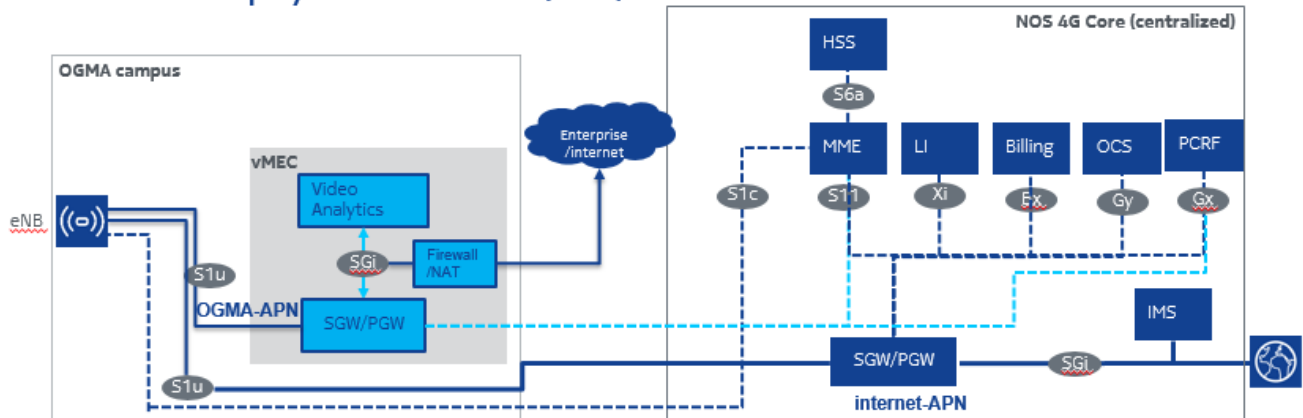 NOS 4G Core (centralized)
HSS
OGMA campus
S6a
Enterprise
/internet
MME
LI
Billing
OCS
PCRF
vMEC
Video
Analytics
S1c
S11
Xi
Ex
Gy
Gx
eNB
SGi
Firewall
/NAT
S1u
OGMA-APN
SGW/PGW
IMS
SGW/PGW
SGi
S1u
internet-APN